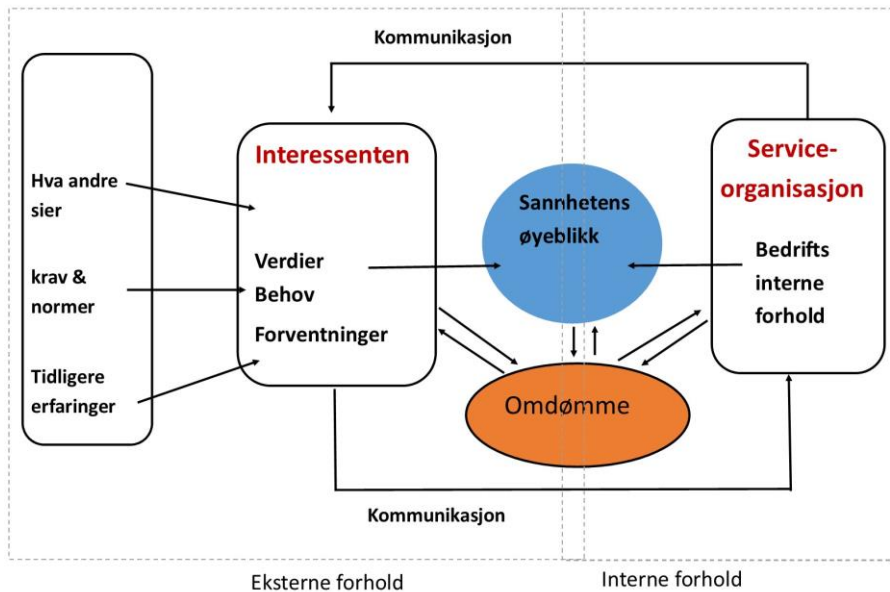 Kommunikasjon
Hva andre
sier
krav &
normer
Tidligere
erfaringer
Interessenten
Verdier
Behov
Forventninger
Sannhetens
øyeblikk
Omdømme
Service-
organisasjon
Bedrifts
interne
forhold
Kommunikasjon
Eksterne forhold
Interne forhold